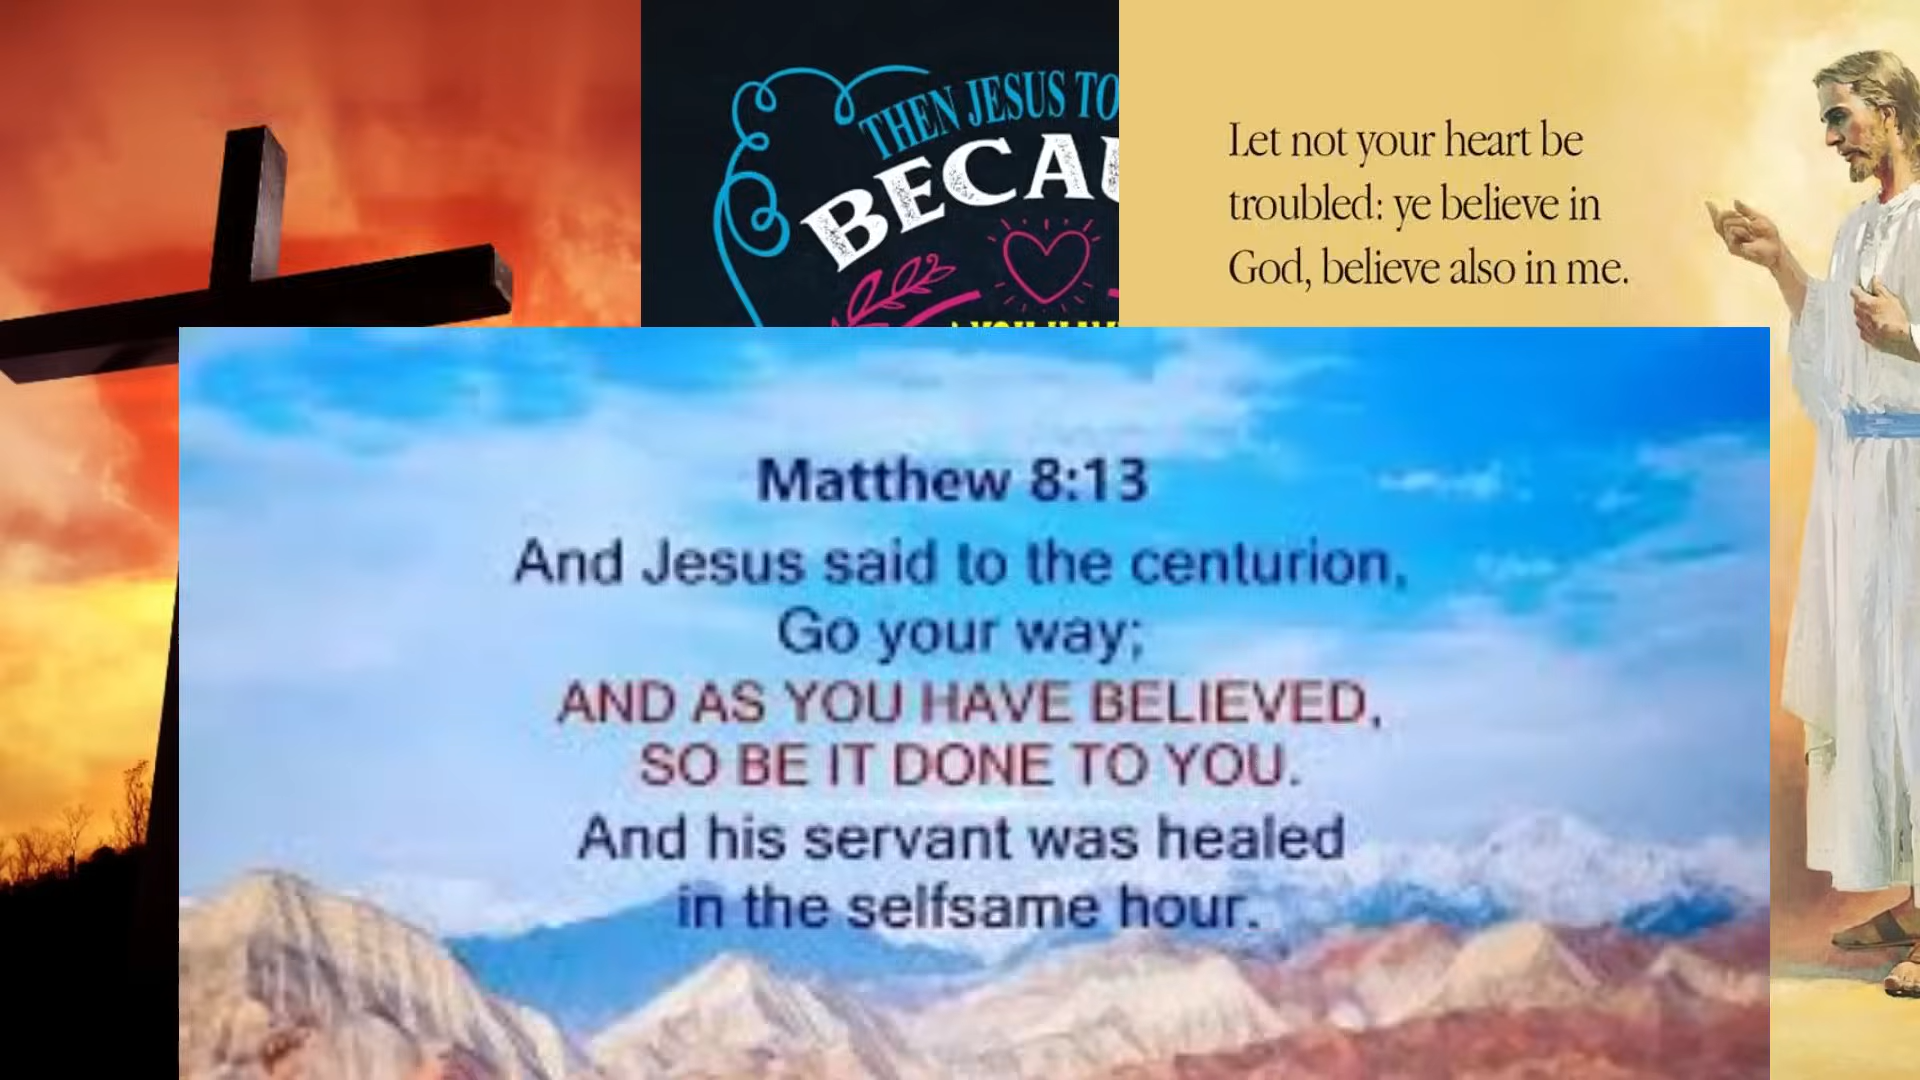 THEN JESUS TO
BECAU
Let not your heart be
troubled: ye believe in
God, believe also in me.
Matthew 8:13
And Jesus said to the centurion,
Go your way;
AND AS YOU HAVE BELIEVED,
SO BE IT DONE TO YOU.
And his servant was healed
in the selfsame hour.